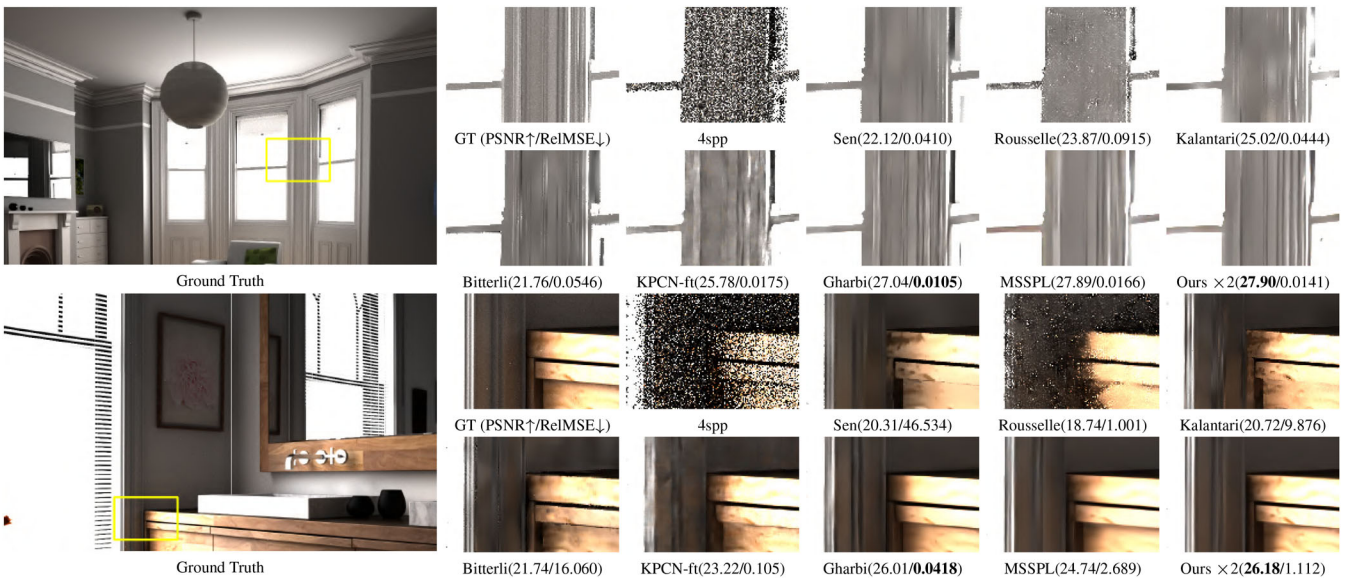 GT (PSNR↑/RelMSE↓) 4spp Sen(22.12/0.0410) Rousselle(23.87/0.0915) Kalantari(25.02/0.0444)
Ground Truth Bitterli(21.76/0.0546) KPCN-ft(25.78/0.0175) Gharbi(27.04/0.0105) MSSPL(27.89/0.0166) Ours ×2(27.90/0.0141)
GT (PSNR↑/RelMSE↓) 4spp Sen(20.31/46.534) Rousselle(18.74/1.001) Kalantari(20.72/9.876)
Ground Truth Bitterli(21.74/16.060) KPCN-ft(23.22/0.105) Gharbi(26.01/0.0418) MSSPL(24.74/2.689) Ours ×2(26.18/1.112)